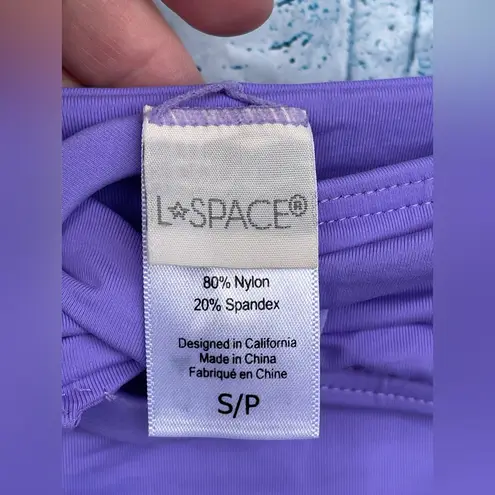 L☆SPACE®
80% Nylon
20% Spandex
Designed in California
Made in China
Fabriqué en Chine
S/P